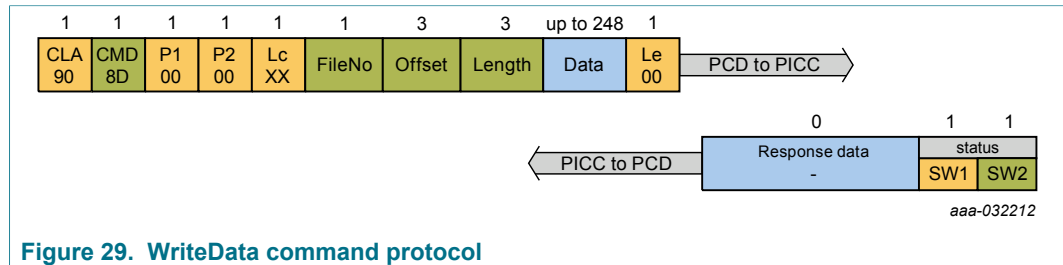 1 1 1 1 1 1 3 3 up to 248 1
CLA CMD P1 P2 Lc FileNo Offset Length Data Le PCD to PICC
90 8D 00 00 XX 00
0 1 1
PICC to PCD Response data status
- SW1 SW2
aaa-032212
Figure 29. WriteData command protocol